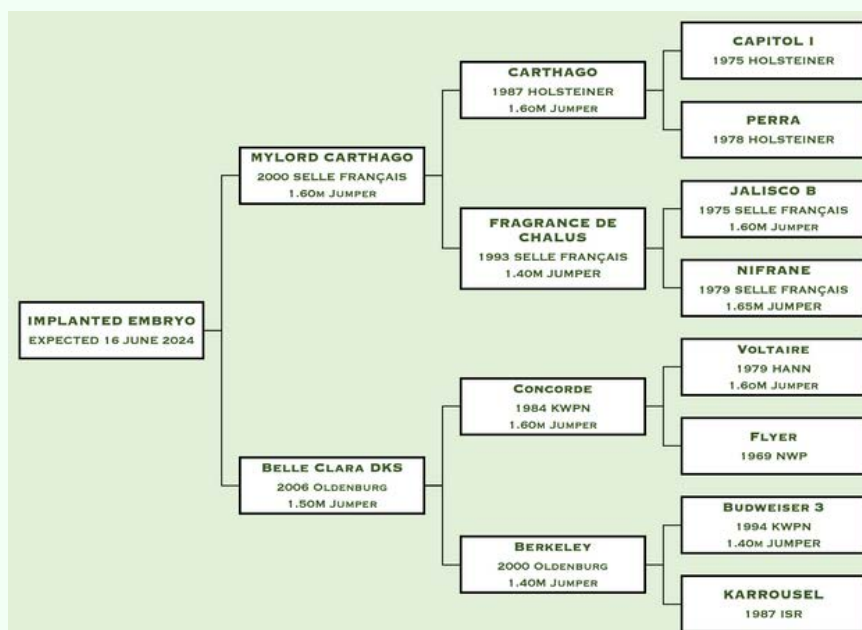 IMPLANTED EMBRYO
EXPECTED 16 JUNE 2024
MYLORD CARTHAGO
2000 SELLE FRANÇAIS
1.60M JUMPER
BELLE CLARA DKS
2006 OLDENBURG
1.50M JUMPER
CARTHAGO
1987 HOLSTEINER
1.60M JUMPER
FRAGRANCE DE
CHALUS
1993 SELLE FRANÇAIS
1.40M JUMPER
CONCORDE
1984 KWPN
1.60M JUMPER
BERKELEY
2000 OLDENBURG
1.40M JUMPER
CAPITOL I
1975 HOLSTEINER
PERRA
1978 HOLSTEINER
JALISCO B
1975 SELLE FRANÇAIS
1.60M JUMPER
NIFRANE
1979 SELLE FRANÇAIS
1.65M JUMPER
VOLTAIRE
1979 HANN
1.60M JUMPER
FLYER
1969 NWP
BUDWEISER 3
1994 KWPN
1.40M JUMPER
KARROUSEL
1987 ISR